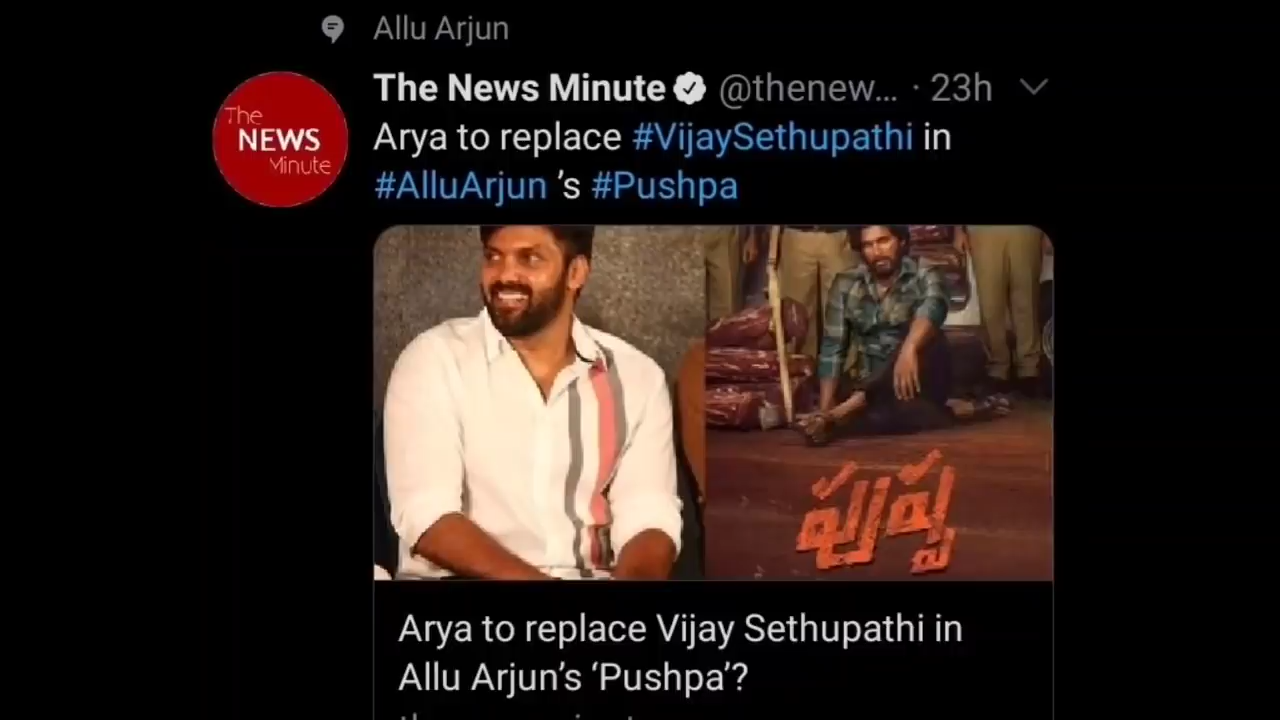 Allu Arjun
The News Minute @thenew... · 23h
The
NEWS
Minute
Arya to replace #VijaySethupathi in
#AlluArjun 's #Pushpa
పుష్ప
Arya to replace Vijay Sethupathi in
Allu Arjun’s ‘Pushpa’?